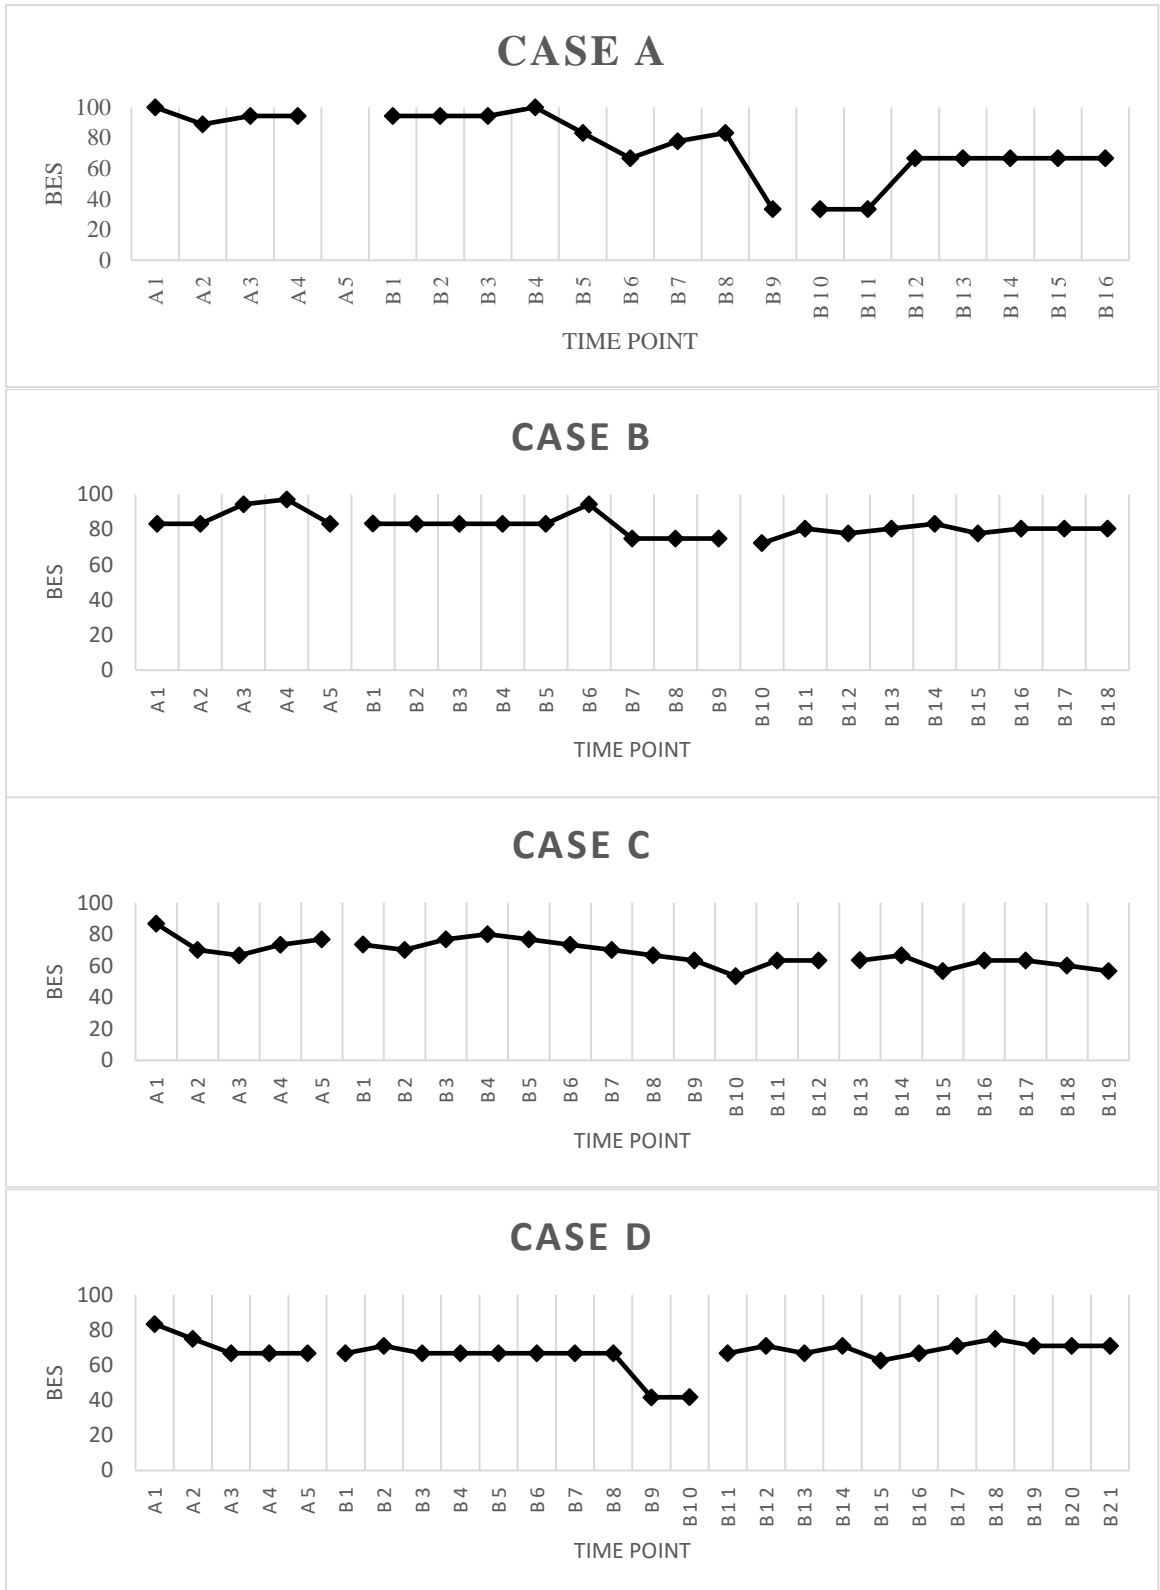 CASE A
100
80
60
40
20
0
BES
A1 A2 A3 A4 A5 B1 B2 B3 B4 B5 B6 B7 B8 B9 B10 B11 B12 B13 B14 B15 B16
TIME POINT
CASE B
100
80
60
40
20
0
BES
A1 A2 A3 A4 A5 B1 B2 B3 B4 B5 B6 B7 B8 B9 B10 B11 B12 B13 B14 B15 B16 B17 B18
TIME POINT
CASE C
100
80
60
40
20
0
BES
A1 A2 A3 A4 A5 B1 B2 B3 B4 B5 B6 B7 B8 B9 B10 B11 B12 B13 B14 B15 B16 B17 B18 B19
TIME POINT
CASE D
100
80
60
40
20
0
BES
A1 A2 A3 A4 A5 B1 B2 B3 B4 B5 B6 B7 B8 B9 B10 B11 B12 B13 B14 B15 B16 B17 B18 B19 B20 B21
TIME POINT